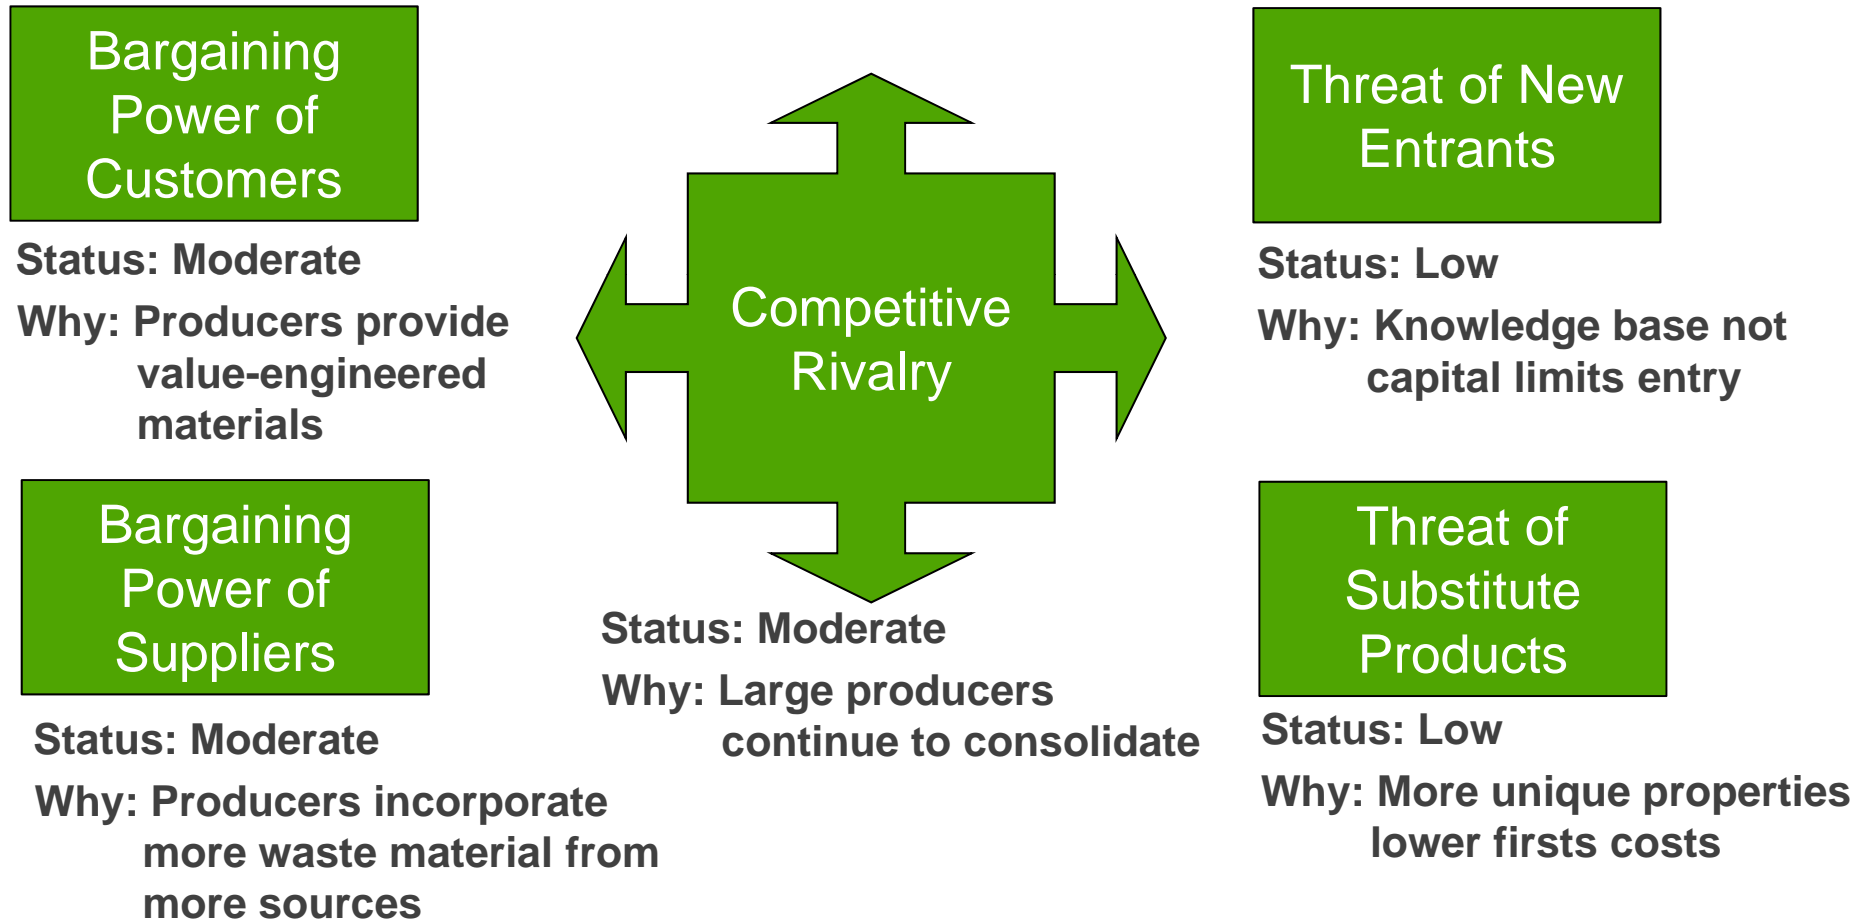 Bargaining
Power of
Customers
Status: Moderate
Why: Producers provide
value-engineered
materials
Bargaining
Power of
Suppliers
Status: Moderate
Why: Producers incorporate
more waste material from
more sources
Competitive
Rivalry
Status: Moderate
Why: Large producers
continue to consolidate
Threat of New
Entrants
Status: Low
Why: Knowledge base not
capital limits entry
Threat of
Substitute
Products
Status: Low
Why: More unique properties
lower firsts costs